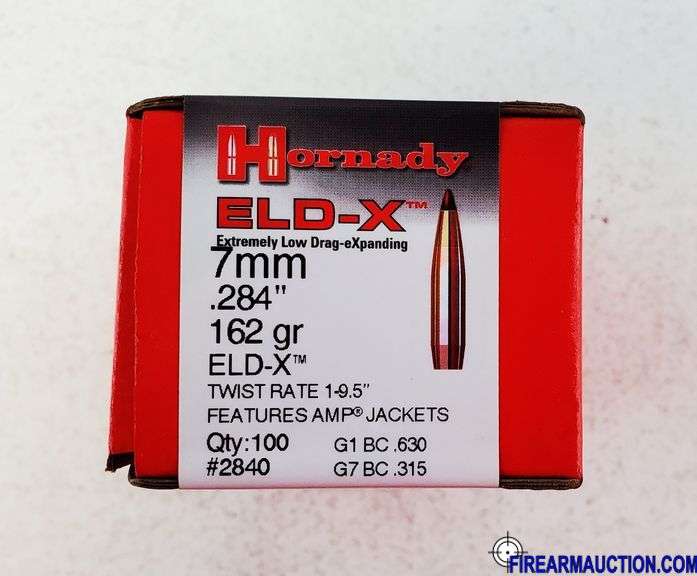 Hornady
ELD-X™
Extremely Low Drag-eXpanding
7mm
.284"
162 gr
ELD-X™
TWIST RATE 1-9.5"
FEATURES AMP® JACKETS
Qty:100 G1 BC .630
#2840 G7 BC .315
FIREARMAUCTION.COM